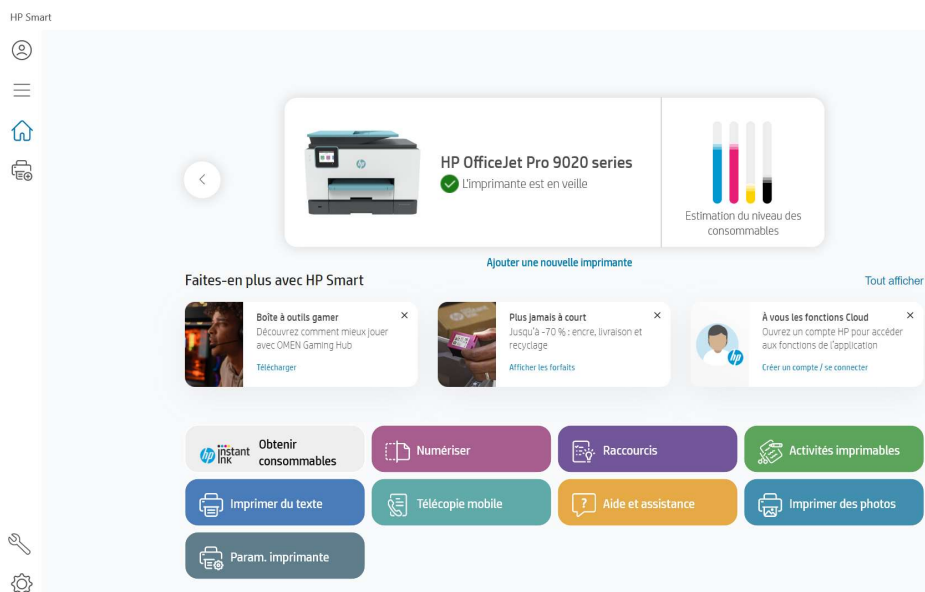 HP Smart
HP OfficeJet Pro 9020 series
L'imprimante est en veille
Estimation du niveau des
consommables
Ajouter une nouvelle imprimante
Faites-en plus avec HP Smart
Tout afficher
Boîte à outils gamer
Découvrez comment mieux jouer
avec OMEN Gaming Hub
Télécharger
Plus jamais à court
Jusqu'à -70 % : encre, livraison et
recyclage
Afficher les forfaits
À vous les fonctions Cloud
Ouvrez un compte HP pour accéder
aux fonctions de l'application
Créer un compte / se connecter
hp instant ink
Obtenir
consommables
Numériser
Raccourcis
Activités imprimables
Imprimer du texte
Télécopie mobile
Aide et assistance
Imprimer des photos
Param. imprimante